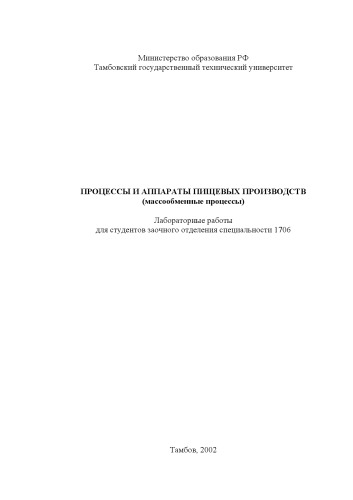 Министерство образования РФ
Тамбовский государственный технический университет
ПРОЦЕССЫ И АППАРАТЫ ПИЩЕВЫХ ПРОИЗВОДСТВ
(массообменные процессы)
Лабораторные работы
для студентов заочного отделения специальности 1706
Тамбов, 2002